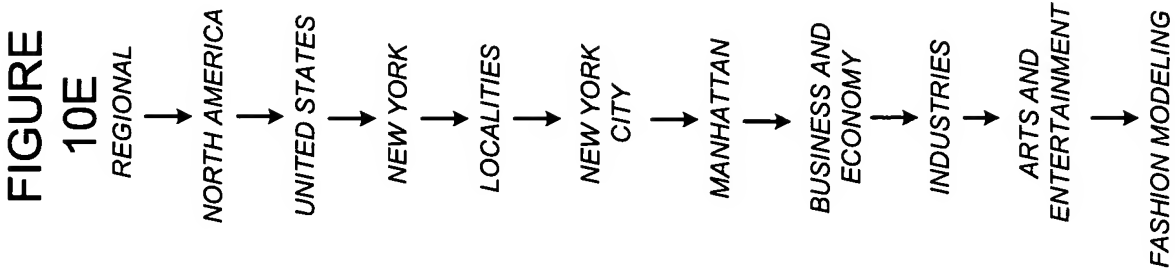 FIGURE
10E
REGIONAL
NORTH AMERICA
UNITED STATES
NEW YORK
LOCALITIES
NEW YORK
CITY
MANHATTAN
BUSINESS AND
ECONOMY
INDUSTRIES
ARTS AND
ENTERTAINMENT
FASHION MODELING